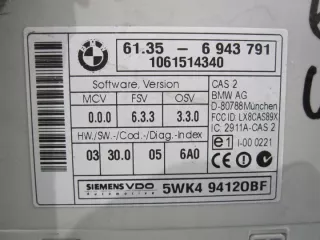 BMW
61.35 - 6 943 791
1061514340
Software, Version
MCV FSV OSV
0.0.0 6.3.3 3.3.0
HW./SW.-/Cod.-/Diag.-Index
03 30.0 05 6A0
CAS 2
BMW AG
D-80788München
FCC ID: LX8CAS89X
IC: 2911A-CAS 2
e1 I-00 0221
SIEMENS VDO
Automotive
5WK4 94120BF